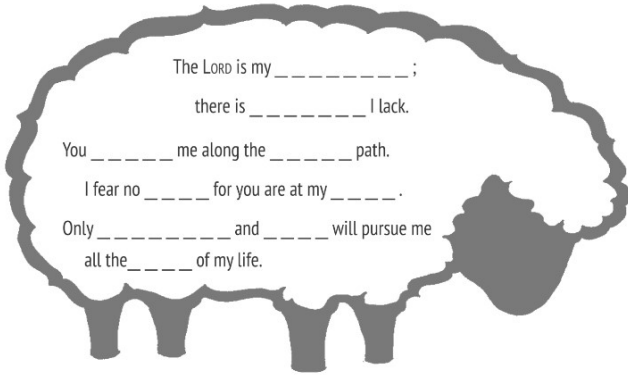 The LORD is my _ _ _ _ _ _ _ _ ;
there is _ _ _ _ _ _ _ I lack.
You _ _ _ _ _ me along the _ _ _ _ _ path.
I fear no _ _ _ _ for you are at my _ _ _ _ .
Only _ _ _ _ _ _ _ _ and _ _ _ _ will pursue me
all the _ _ _ _ of my life.